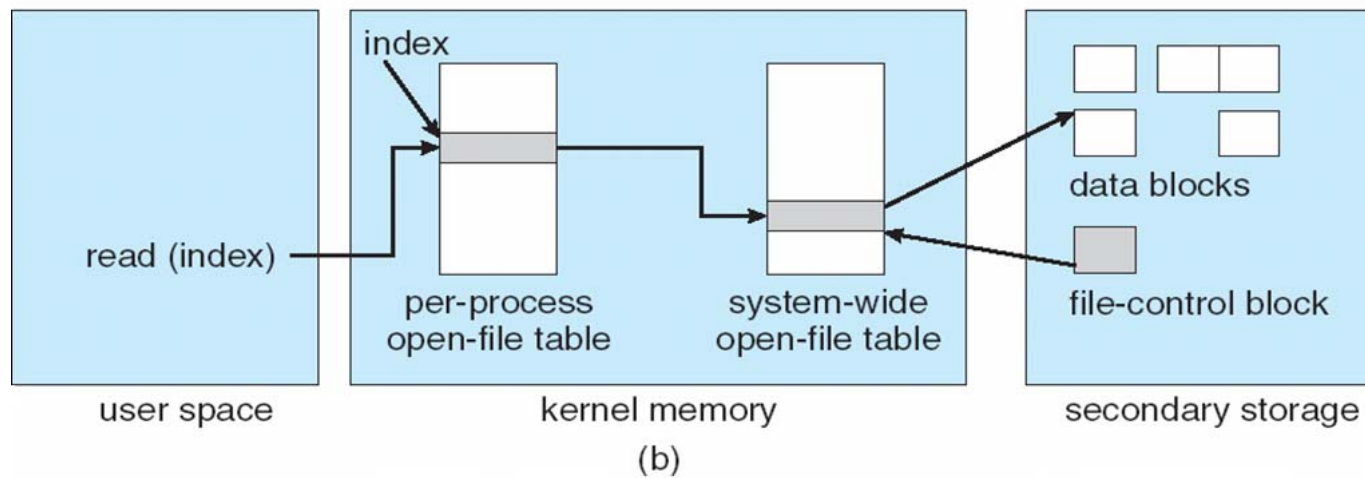 index
data blocks
read (index)
per-process
open-file table
system-wide
open-file table
file-control block
user space
kernel memory
secondary storage
(b)